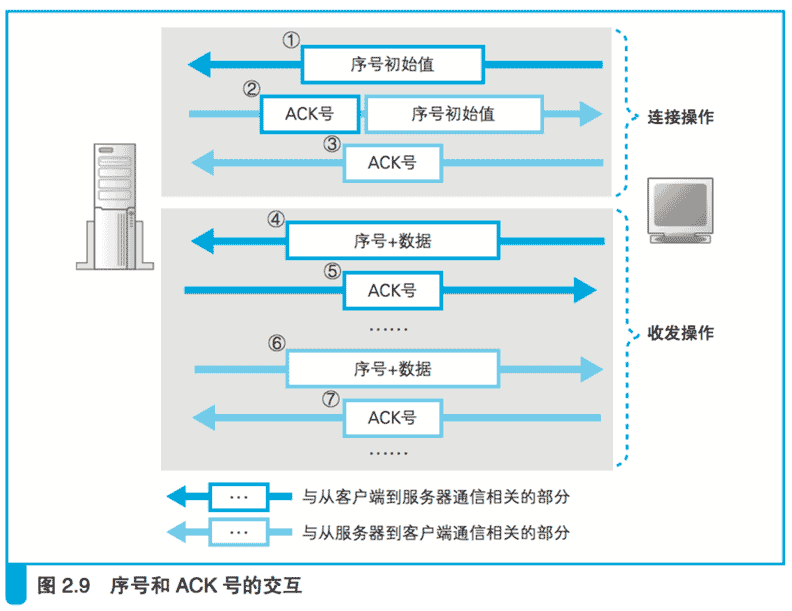 ① 序号初始值
② ACK号 序号初始值
③ ACK号
连接操作
④ 序号+数据
⑤ ACK号
……
⑥ 序号+数据
⑦ ACK号
……
收发操作
… 与从客户端到服务器通信相关的部分
… 与从服务器到客户端通信相关的部分
图 2.9 序号和 ACK 号的交互